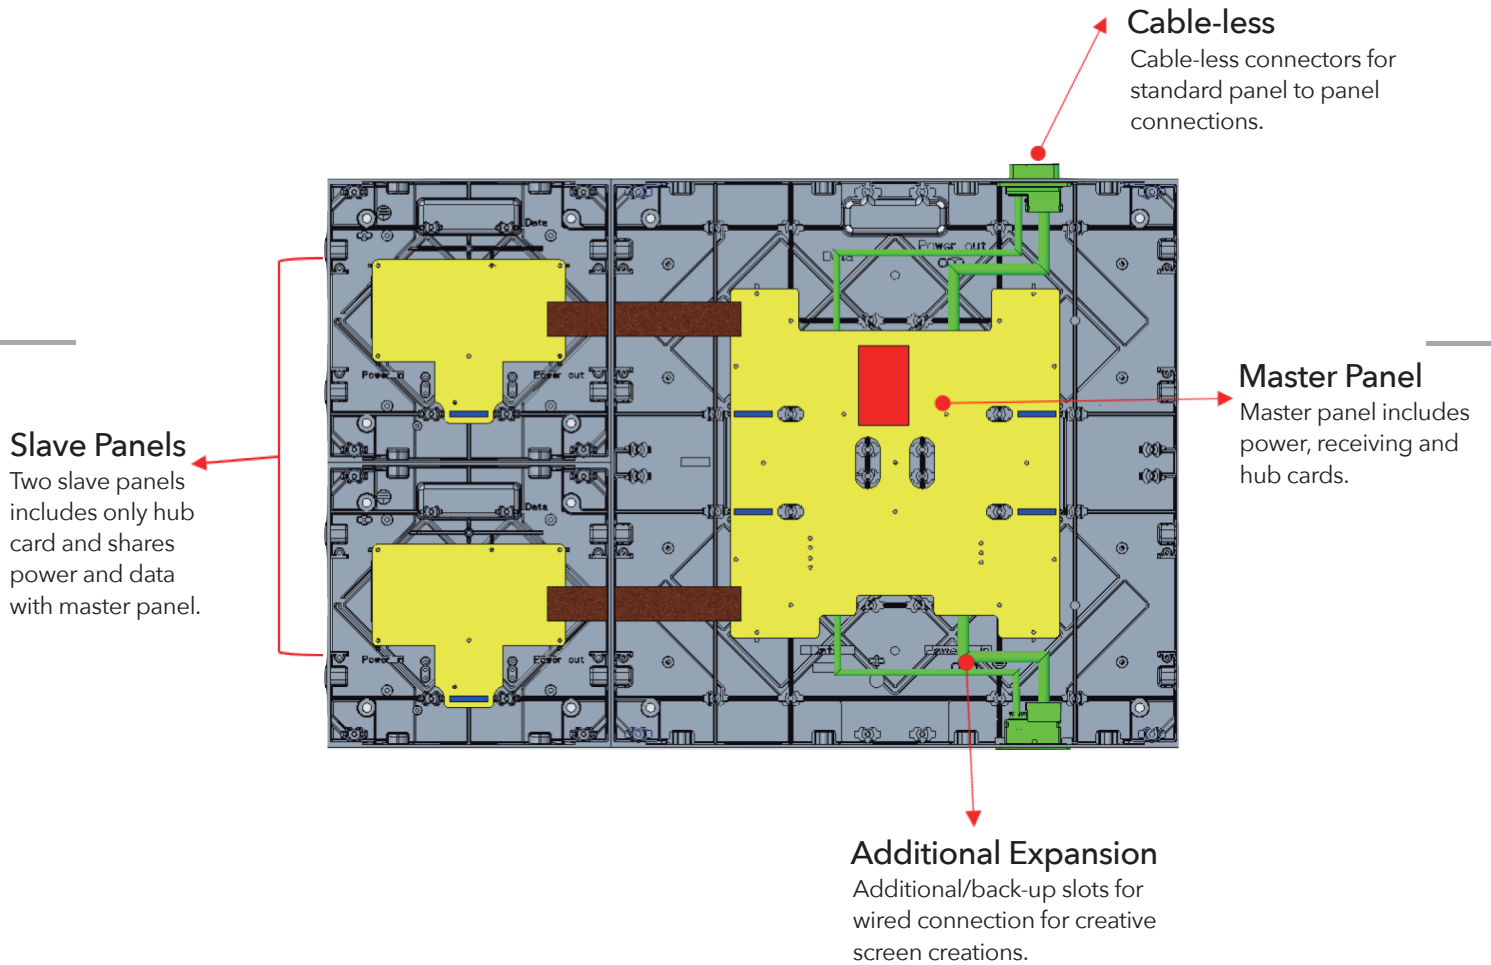 Cable-less
Cable-less connectors for
standard panel to panel
connections.
Data
Power out
Data
Power in
Power out
Master Panel
Master panel includes
power, receiving and
hub cards.
Slave Panels
Two slave panels
includes only hub
card and shares
power and data
with master panel.
Data
Power in
Power out
Additional Expansion
Additional/back-up slots for
wired connection for creative
screen creations.